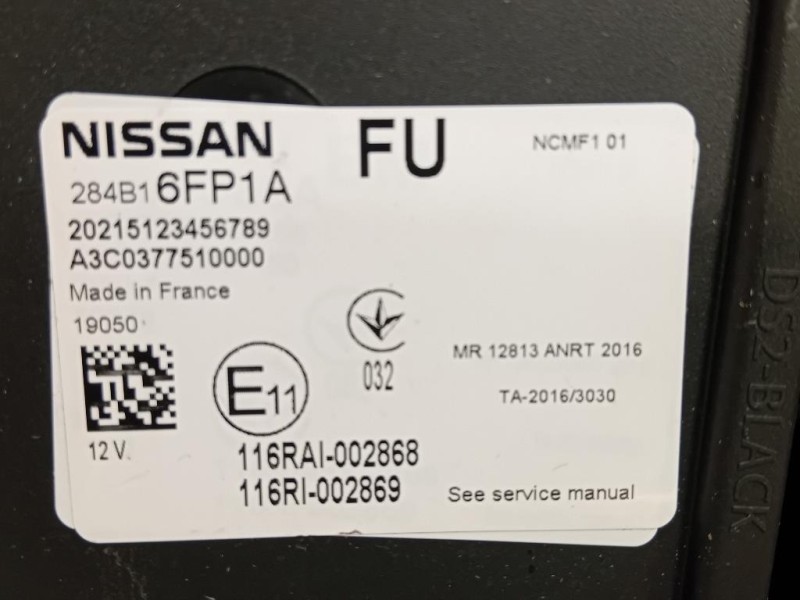 NISSAN FU NCMF1 01
284B1 6FP1A
20215123456789
A3C0377510000
Made in France
19050
032
MR 12813 ANRT 2016
TA-2016/3030
E11
12 V.
116RAI-002868
116RI-002869
See service manual
DS2-BLACK